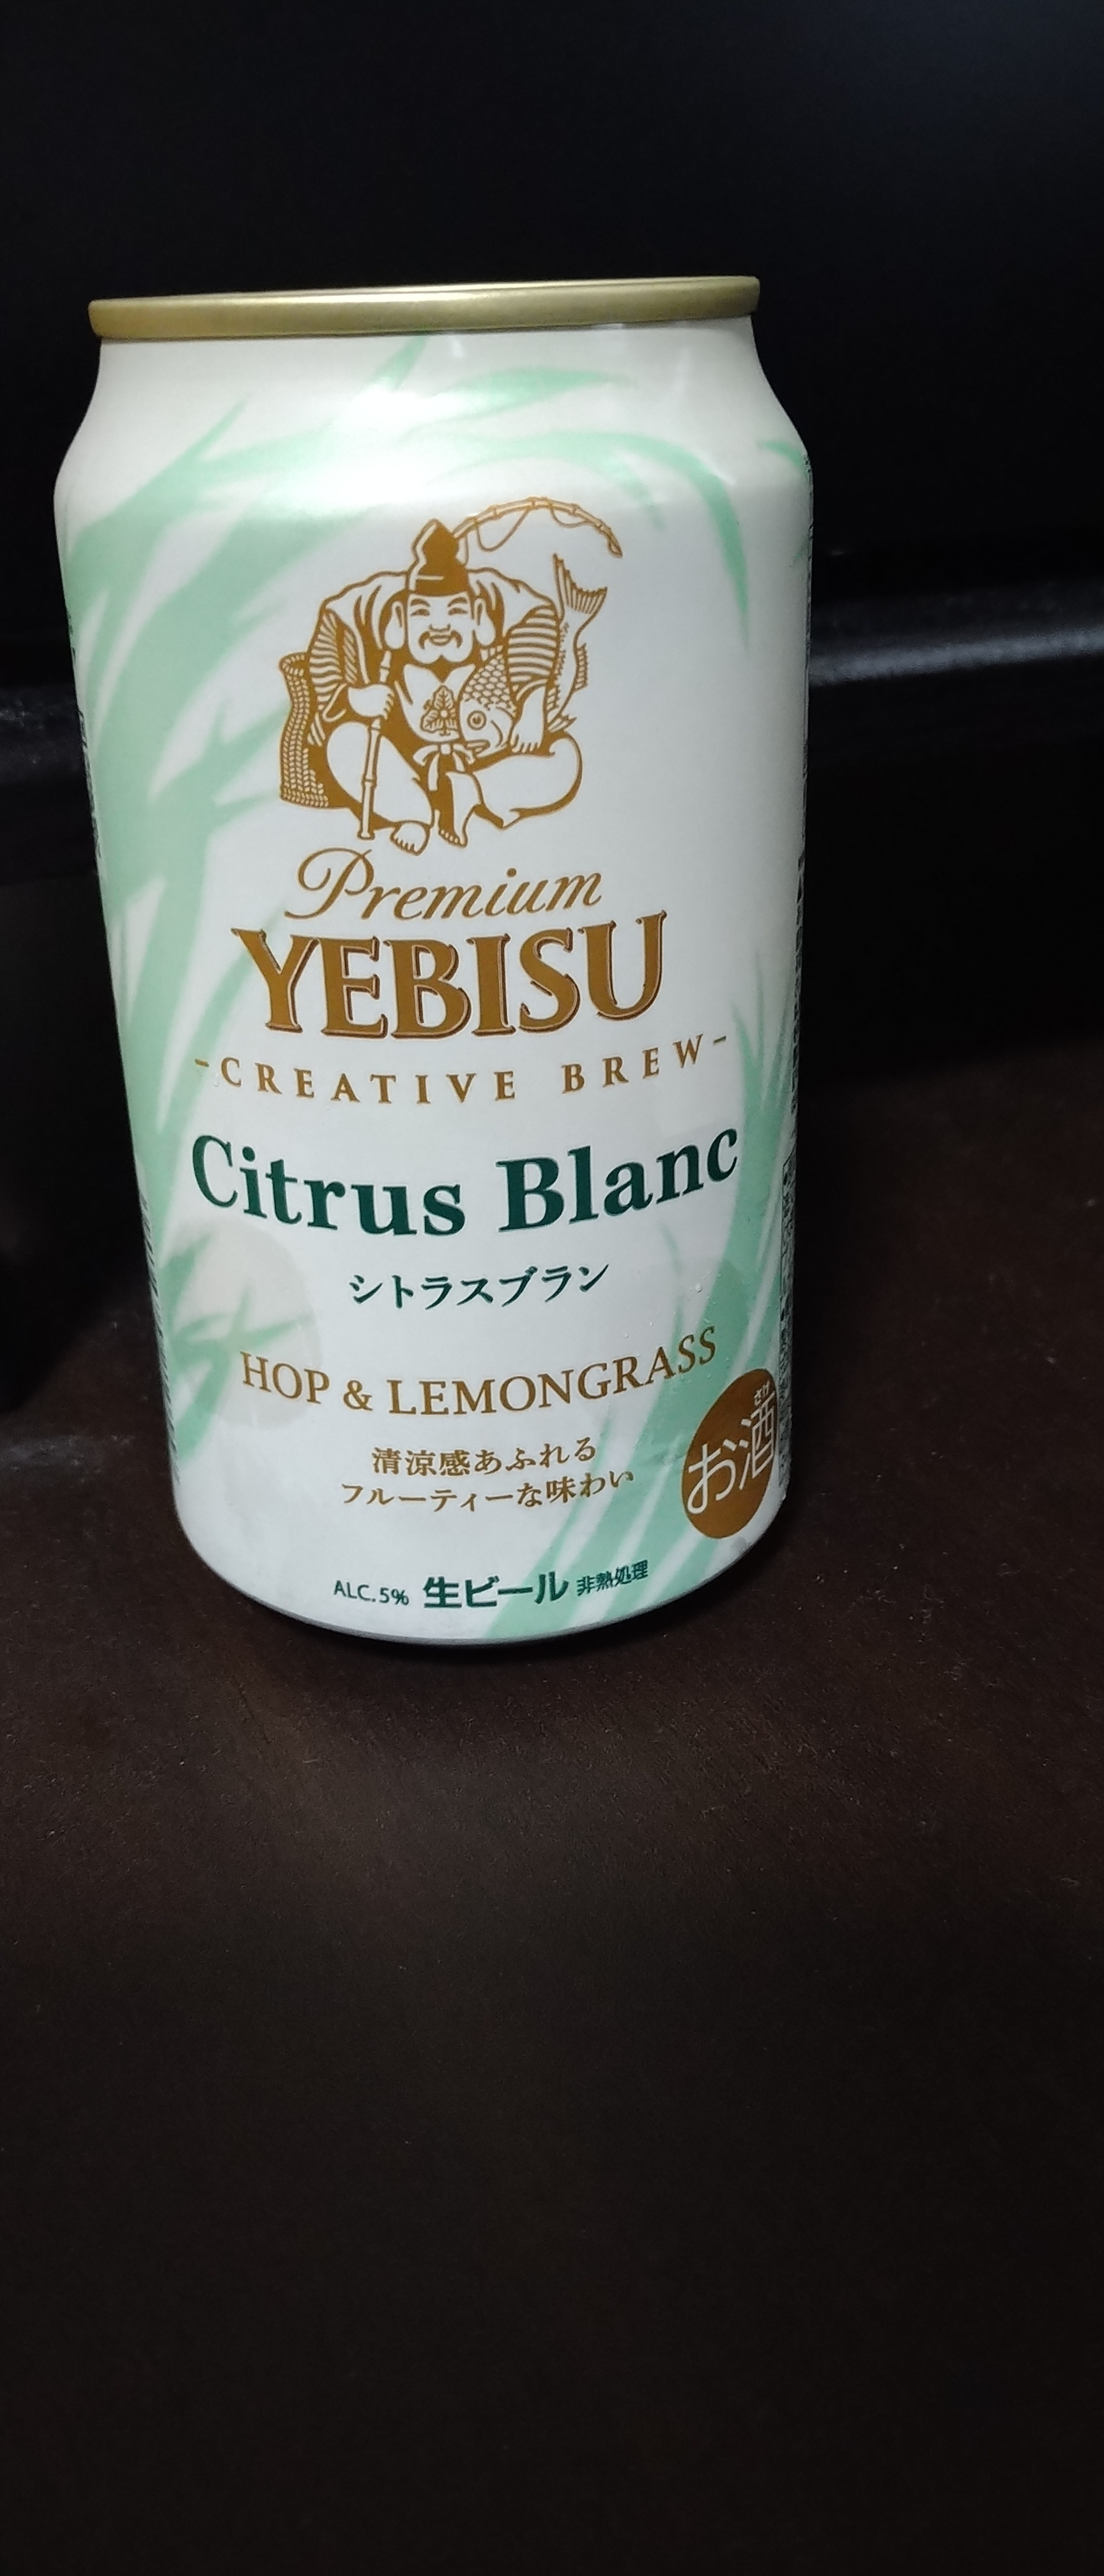 Premium
YEBISU
-CREATIVE BREW-
Citrus Blanc
シトラスブラン
HOP & LEMONGRASS
清涼感あふれる
フルーティーな味わい
さけ
お酒
ALC.5% 生ビール 非熱処理